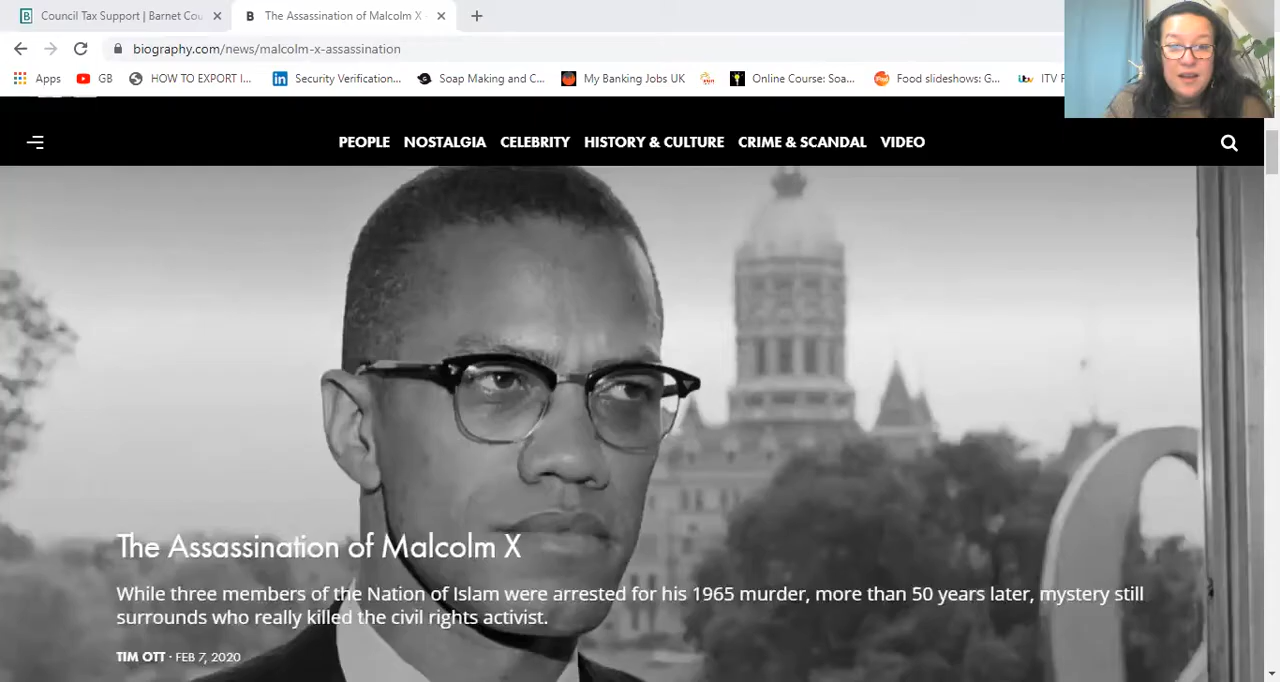 Council Tax Support | Barnet Cou
B The Assassination of Malcolm X
biography.com/news/malcolm-x-assassination
Apps GB HOW TO EXPORT I... Security Verification... Soap Making and C... My Banking Jobs UK Online Course: Soa... Food slideshows: G... itv ITV
PEOPLE NOSTALGIA CELEBRITY HISTORY & CULTURE CRIME & SCANDAL VIDEO
The Assassination of Malcolm X
While three members of the Nation of Islam were arrested for his 1965 murder, more than 50 years later, mystery still
surrounds who really killed the civil rights activist.
TIM OTT · FEB 7, 2020